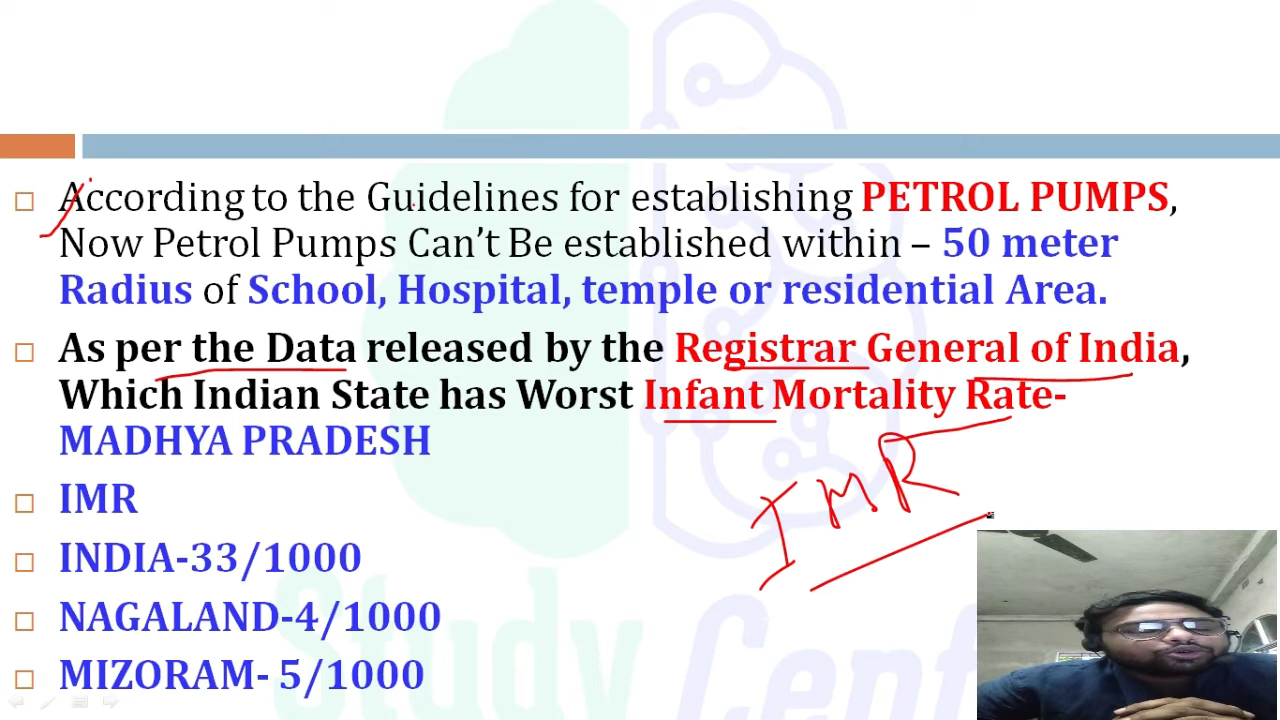 According to the Guidelines for establishing PETROL PUMPS,
Now Petrol Pumps Can't Be established within – 50 meter
Radius of School, Hospital, temple or residential Area.
As per the Data released by the Registrar General of India,
Which Indian State has Worst Infant Mortality Rate-
MADHYA PRADESH
IMR
IMR
INDIA-33/1000
NAGALAND-4/1000
MIZORAM- 5/1000
Study Centr